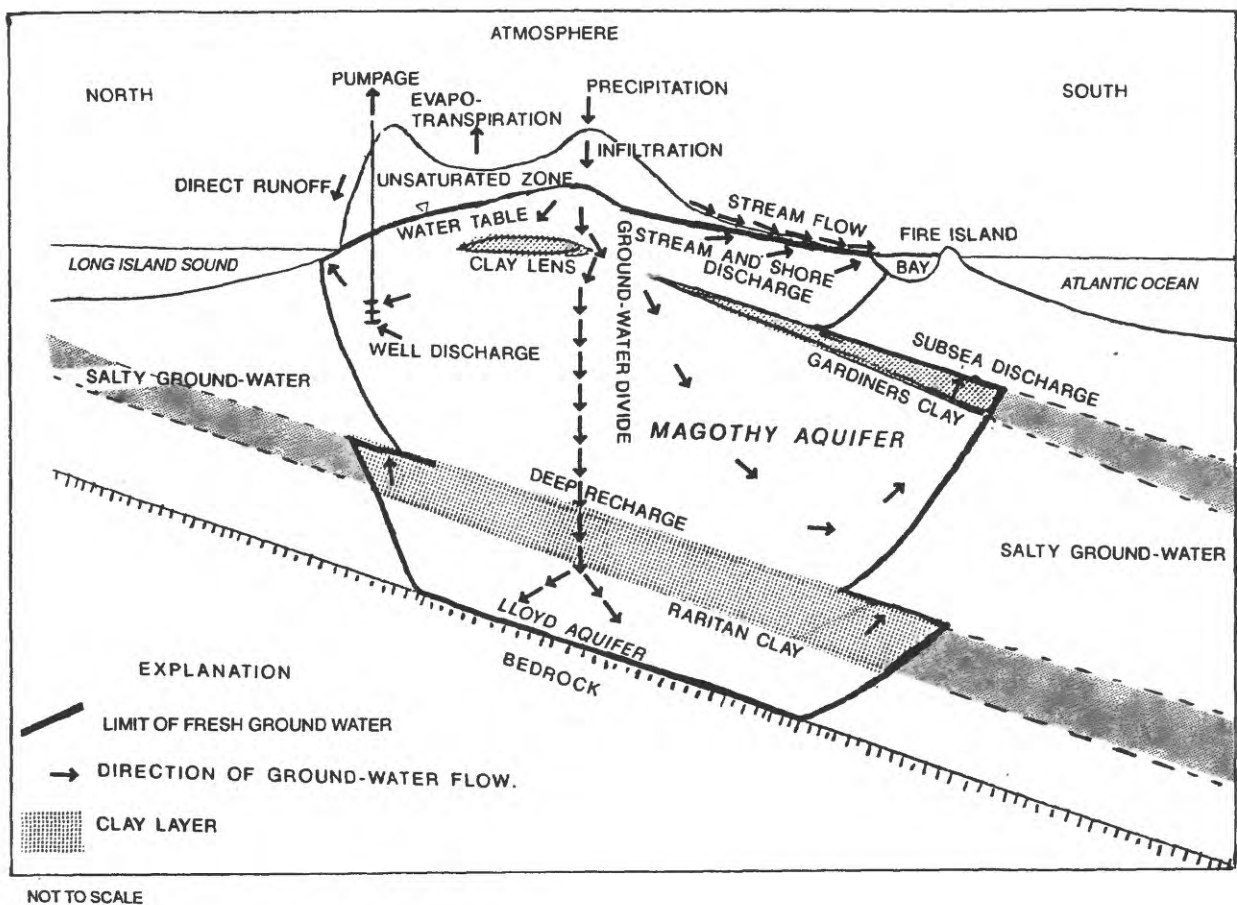 ATMOSPHERE
NORTH
PUMPAGE
EVAPO-
TRANSPIRATION
PRECIPITATION
SOUTH
INFILTRATION
DIRECT RUNOFF
UNSATURATED ZONE
WATER TABLE
STREAM FLOW
FIRE ISLAND
LONG ISLAND SOUND
CLAY LENS
GROUND-WATER DIVIDE
STREAM AND SHORE
DISCHARGE
BAY
ATLANTIC OCEAN
WELL DISCHARGE
SUBSEA DISCHARGE
GARDINERS CLAY
SALTY GROUND-WATER
MAGOTHY AQUIFER
DEEP RECHARGE
SALTY GROUND-WATER
RARITAN CLAY
LLOYD AQUIFER
BEDROCK
EXPLANATION
LIMIT OF FRESH GROUND WATER
DIRECTION OF GROUND-WATER FLOW.
CLAY LAYER
NOT TO SCALE